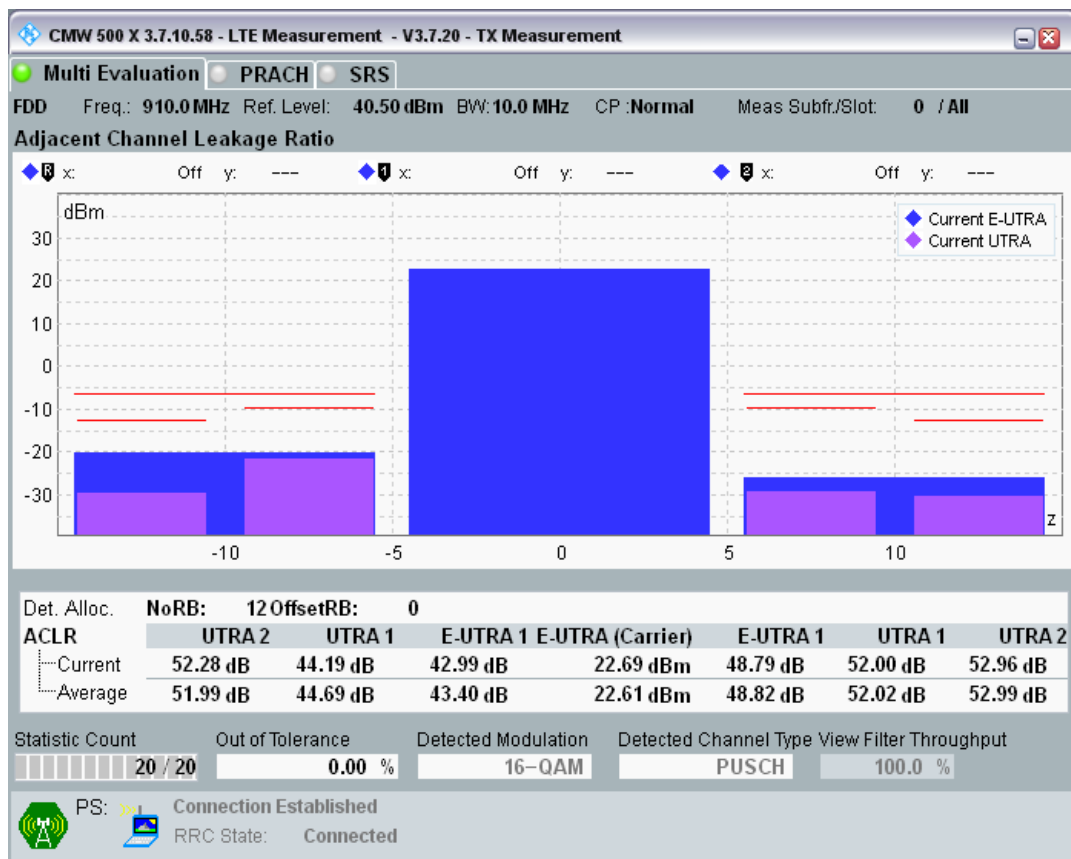 CMW 500 X 3.7.10.58 - LTE Measurement - V3.7.20 - TX Measurement
Multi Evaluation PRACH SRS
FDD Freq.: 910.0 MHz Ref. Level: 40.50 dBm BW: 10.0 MHz CP :Normal Meas Subfr./Slot: 0 / All
Adjacent Channel Leakage Ratio
R x: Off y: --- 1 x: Off y: --- 2 x: Off y: ---
dBm
Current E-UTRA
Current UTRA
30
20
10
0
-10
-20
-30
z
-10 -5 0 5 10
Det. Alloc. NoRB: 12 OffsetRB: 0
ACLR UTRA 2 UTRA 1 E-UTRA 1 E-UTRA (Carrier) E-UTRA 1 UTRA 1 UTRA 2
Current 52.28 dB 44.19 dB 42.99 dB 22.69 dBm 48.79 dB 52.00 dB 52.96 dB
Average 51.99 dB 44.69 dB 43.40 dB 22.61 dBm 48.82 dB 52.02 dB 52.99 dB
Statistic Count Out of Tolerance Detected Modulation Detected Channel Type View Filter Throughput
20 / 20 0.00 % 16-QAM PUSCH 100.0 %
PS: Connection Established
RRC State: Connected